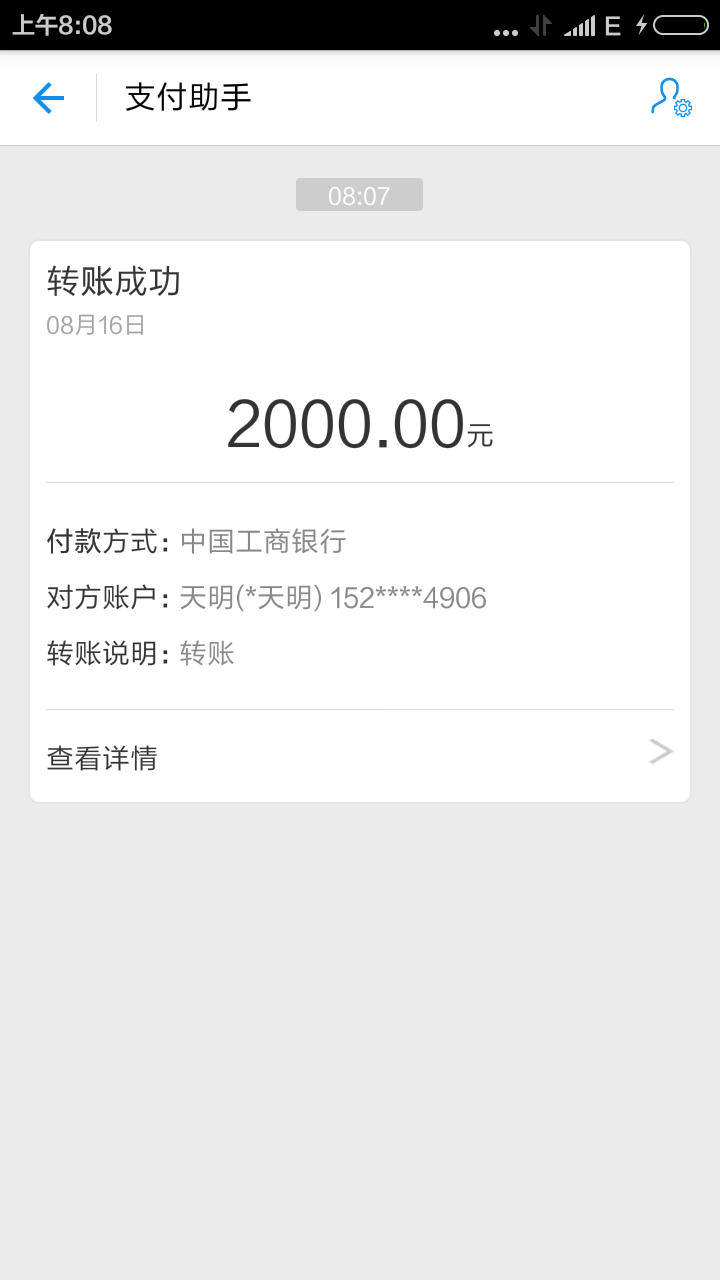 上午8:08
... E
支付助手
08:07
转账成功
08月16日
2000.00元
付款方式：中国工商银行
对方账户：天明(*天明) 152****4906
转账说明：转账
查看详情